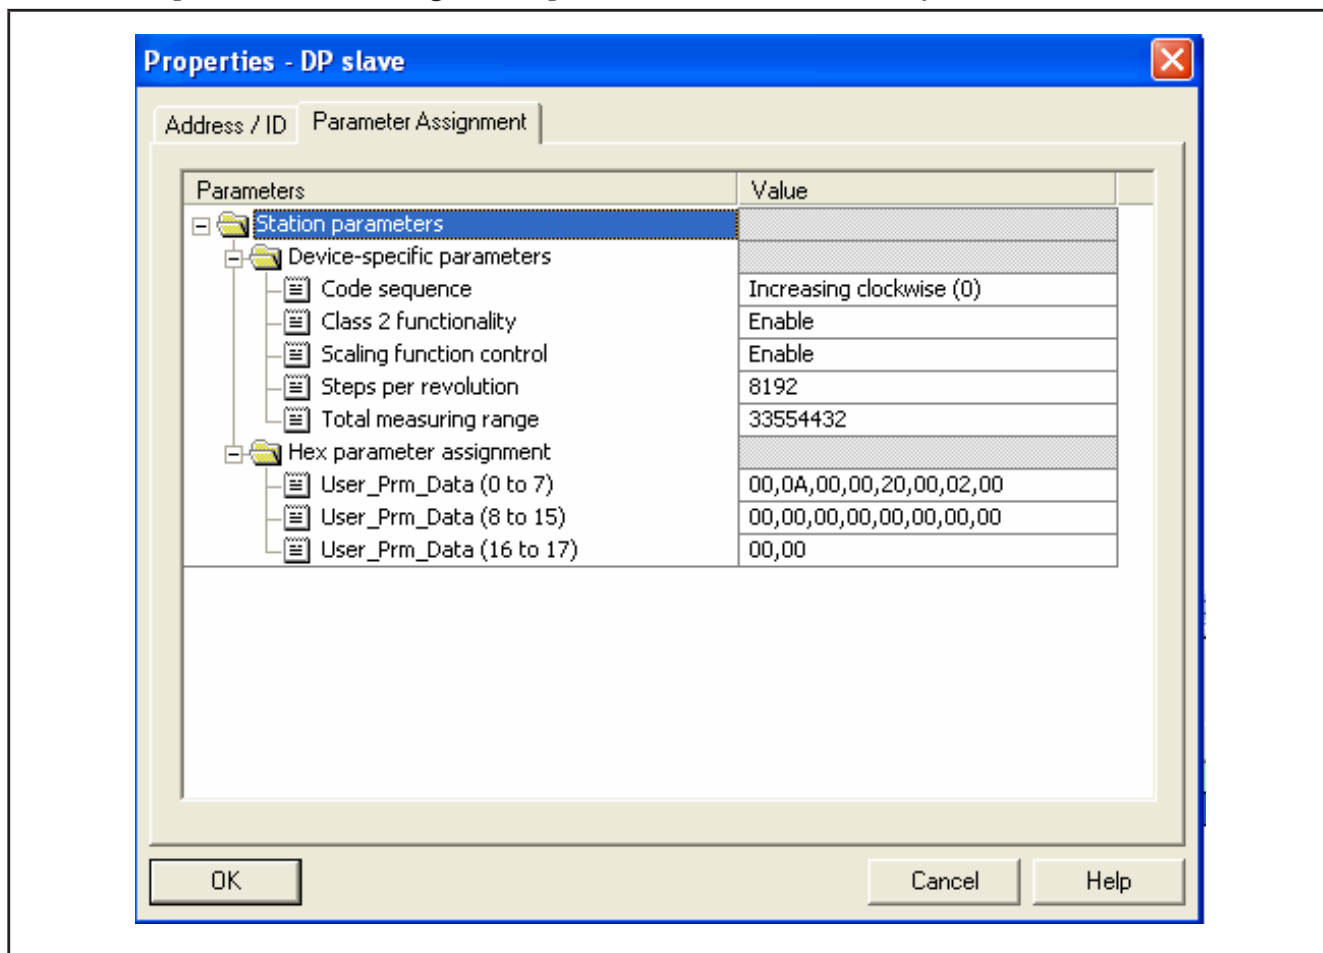 Properties - DP slave
Address / ID Parameter Assignment
Parameters Value
Station parameters
Device-specific parameters
Code sequence Increasing clockwise (0)
Class 2 functionality Enable
Scaling function control Enable
Steps per revolution 8192
Total measuring range 33554432
Hex parameter assignment
User_Prm_Data (0 to 7) 00,0A,00,00,20,00,02,00
User_Prm_Data (8 to 15) 00,00,00,00,00,00,00,00
User_Prm_Data (16 to 17) 00,00
OK Cancel Help